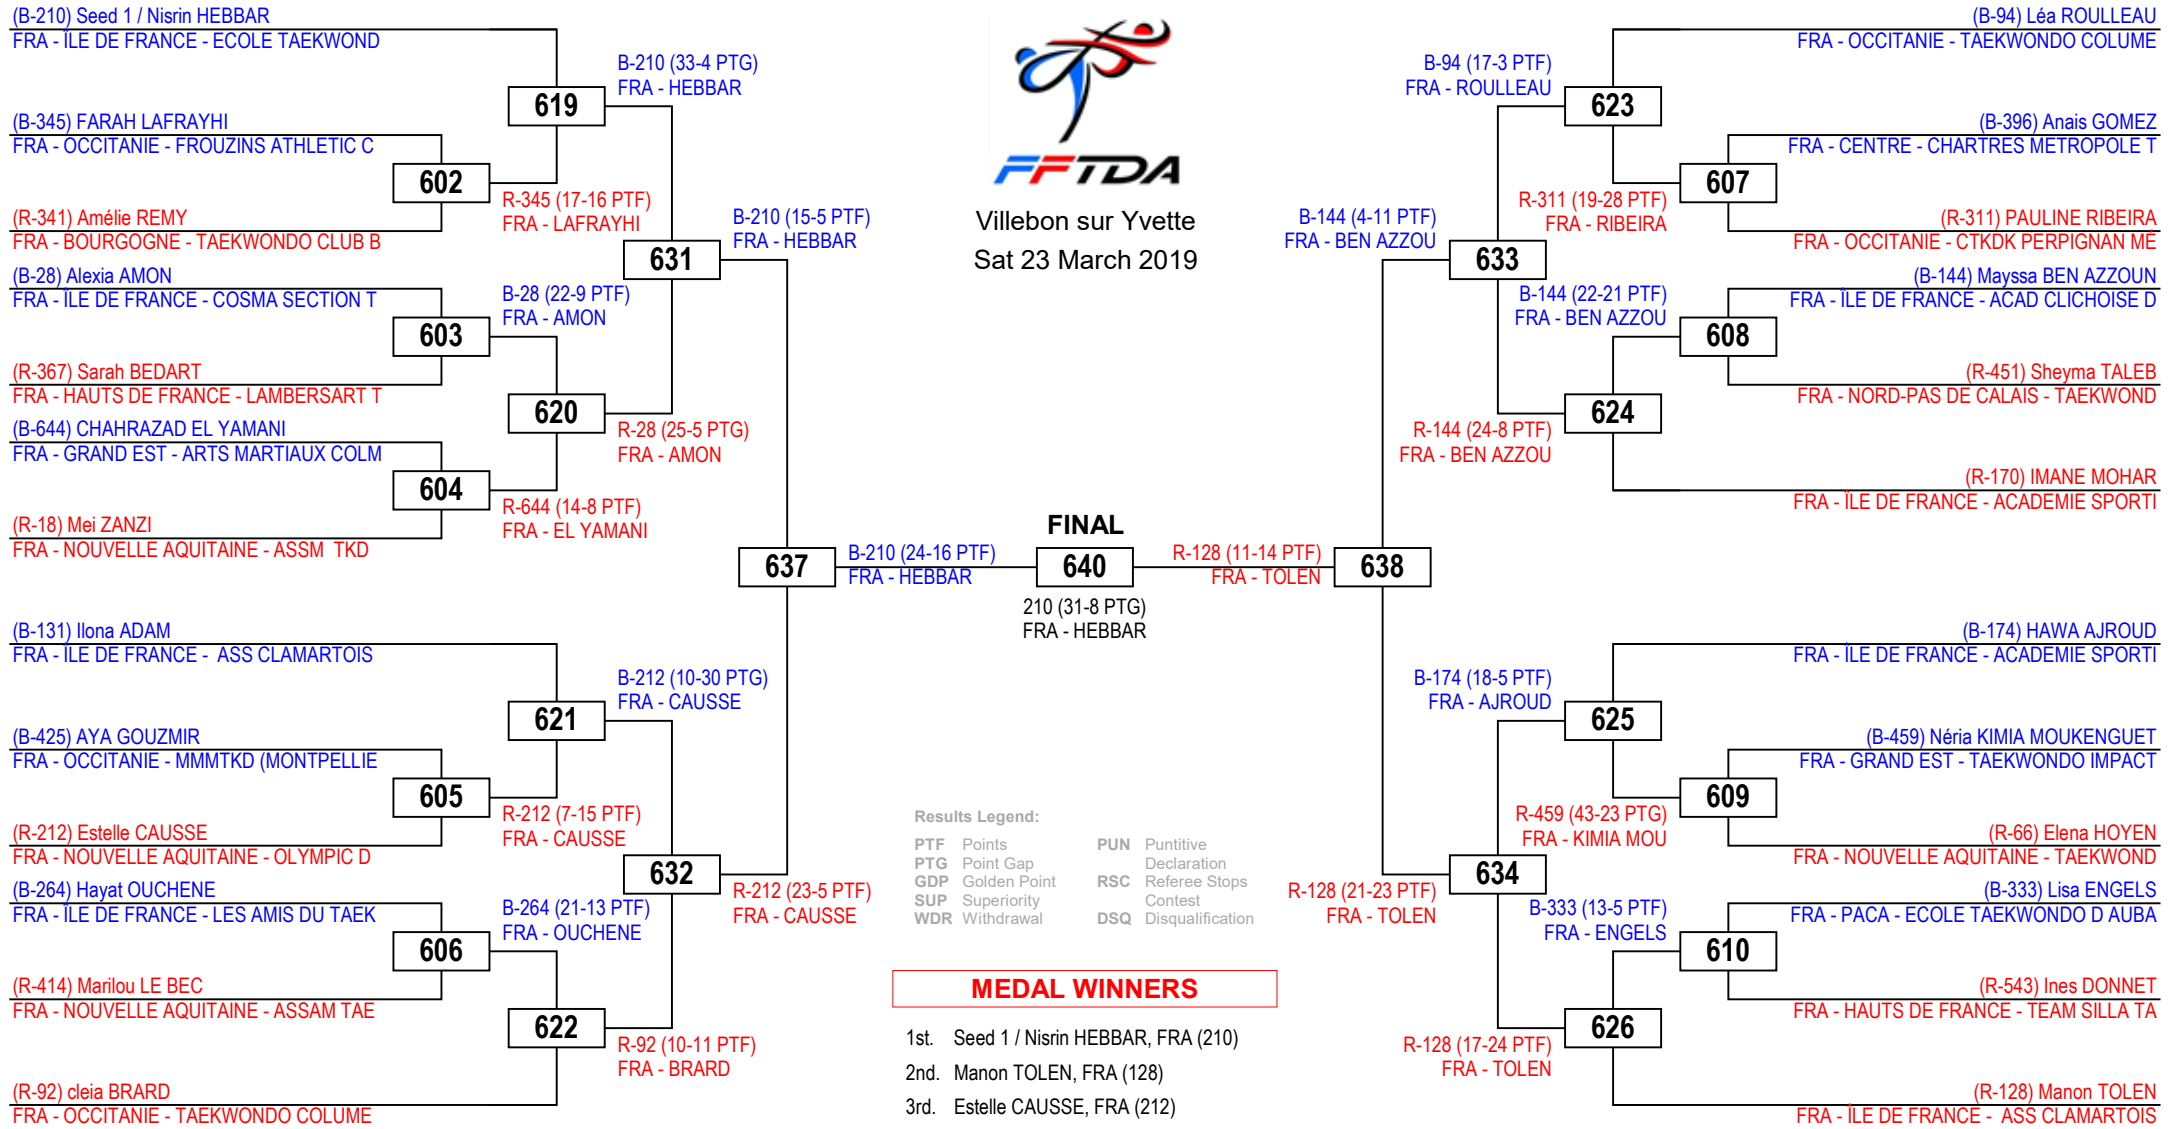 (B-210) Seed 1 / Nisrin HEBBAR
FRA - ÎLE DE FRANCE - ECOLE TAEKWOND
(B-345) FARAH LAFRAYHI
FRA - OCCITANIE - FROUZINS ATHLETIC C
(R-341) Amélie REMY
FRA - BOURGOGNE - TAEKWONDO CLUB B
(B-28) Alexia AMON
FRA - ÎLE DE FRANCE - COSMA SECTION T
(R-367) Sarah BEDART
FRA - HAUTS DE FRANCE - LAMBERSART T
(B-644) CHAHRAZAD EL YAMANI
FRA - GRAND EST - ARTS MARTIAUX COLM
(R-18) Mei ZANZI
FRA - NOUVELLE AQUITAINE - ASSM TKD
(B-131) Ilona ADAM
FRA - ÎLE DE FRANCE - ASS CLAMARTOIS
(B-425) AYA GOUZMIR
FRA - OCCITANIE - MMMTKD (MONTPELLIE
(R-212) Estelle CAUSSE
FRA - NOUVELLE AQUITAINE - OLYMPIC D
(B-264) Hayat OUCHENE
FRA - ÎLE DE FRANCE - LES AMIS DU TAEK
(R-414) Marilou LE BEC
FRA - NOUVELLE AQUITAINE - ASSAM TAE
(R-92) cleia BRARD
FRA - OCCITANIE - TAEKWONDO COLUME
602
603
604
605
606
R-345 (17-16 PTF)
FRA - LAFRAYHI
B-28 (22-9 PTF)
FRA - AMON
R-644 (14-8 PTF)
FRA - EL YAMANI
R-212 (7-15 PTF)
FRA - CAUSSE
B-264 (21-13 PTF)
FRA - OUCHENE
619
620
621
622
B-210 (33-4 PTG)
FRA - HEBBAR
R-28 (25-5 PTG)
FRA - AMON
B-212 (10-30 PTG)
FRA - CAUSSE
R-92 (10-11 PTF)
FRA - BRARD
631
632
B-210 (15-5 PTF)
FRA - HEBBAR
R-212 (23-5 PTF)
FRA - CAUSSE
637
B-210 (24-16 PTF)
FRA - HEBBAR
FFTDA
Villebon sur Yvette
Sat 23 March 2019
FINAL
640
210 (31-8 PTG)
FRA - HEBBAR
R-128 (11-14 PTF)
FRA - TOLEN
638
B-144 (4-11 PTF)
FRA - BEN AZZOU
R-128 (21-23 PTF)
FRA - TOLEN
633
634
B-94 (17-3 PTF)
FRA - ROULLEAU
R-144 (24-8 PTF)
FRA - BEN AZZOU
B-174 (18-5 PTF)
FRA - AJROUD
R-128 (17-24 PTF)
FRA - TOLEN
623
624
625
626
R-311 (19-28 PTF)
FRA - RIBEIRA
B-144 (22-21 PTF)
FRA - BEN AZZOU
R-459 (43-23 PTG)
FRA - KIMIA MOU
B-333 (13-5 PTF)
FRA - ENGELS
607
608
609
610
(B-94) Léa ROULLEAU
FRA - OCCITANIE - TAEKWONDO COLUME
(B-396) Anais GOMEZ
FRA - CENTRE - CHARTRES METROPOLE T
(R-311) PAULINE RIBEIRA
FRA - OCCITANIE - CTKDK PERPIGNAN MÉ
(B-144) Mayssa BEN AZZOUN
FRA - ÎLE DE FRANCE - ACAD CLICHOISE D
(R-451) Sheyma TALEB
FRA - NORD-PAS DE CALAIS - TAEKWOND
(R-170) IMANE MOHAR
FRA - ÎLE DE FRANCE - ACADEMIE SPORTI
(B-174) HAWA AJROUD
FRA - ÎLE DE FRANCE - ACADEMIE SPORTI
(B-459) Néria KIMIA MOUKENGUET
FRA - GRAND EST - TAEKWONDO IMPACT
(R-66) Elena HOYEN
FRA - NOUVELLE AQUITAINE - TAEKWOND
(B-333) Lisa ENGELS
FRA - PACA - ECOLE TAEKWONDO D AUBA
(R-543) Ines DONNET
FRA - HAUTS DE FRANCE - TEAM SILLA TA
(R-128) Manon TOLEN
FRA - ÎLE DE FRANCE - ASS CLAMARTOIS
Results Legend:
PTF Points
PTG Point Gap
GDP Golden Point
SUP Superiority
WDR Withdrawal
PUN Puntitive
Declaration
RSC Referee Stops
Contest
DSQ Disqualification
MEDAL WINNERS
1st. Seed 1 / Nisrin HEBBAR, FRA (210)
2nd. Manon TOLEN, FRA (128)
3rd. Estelle CAUSSE, FRA (212)